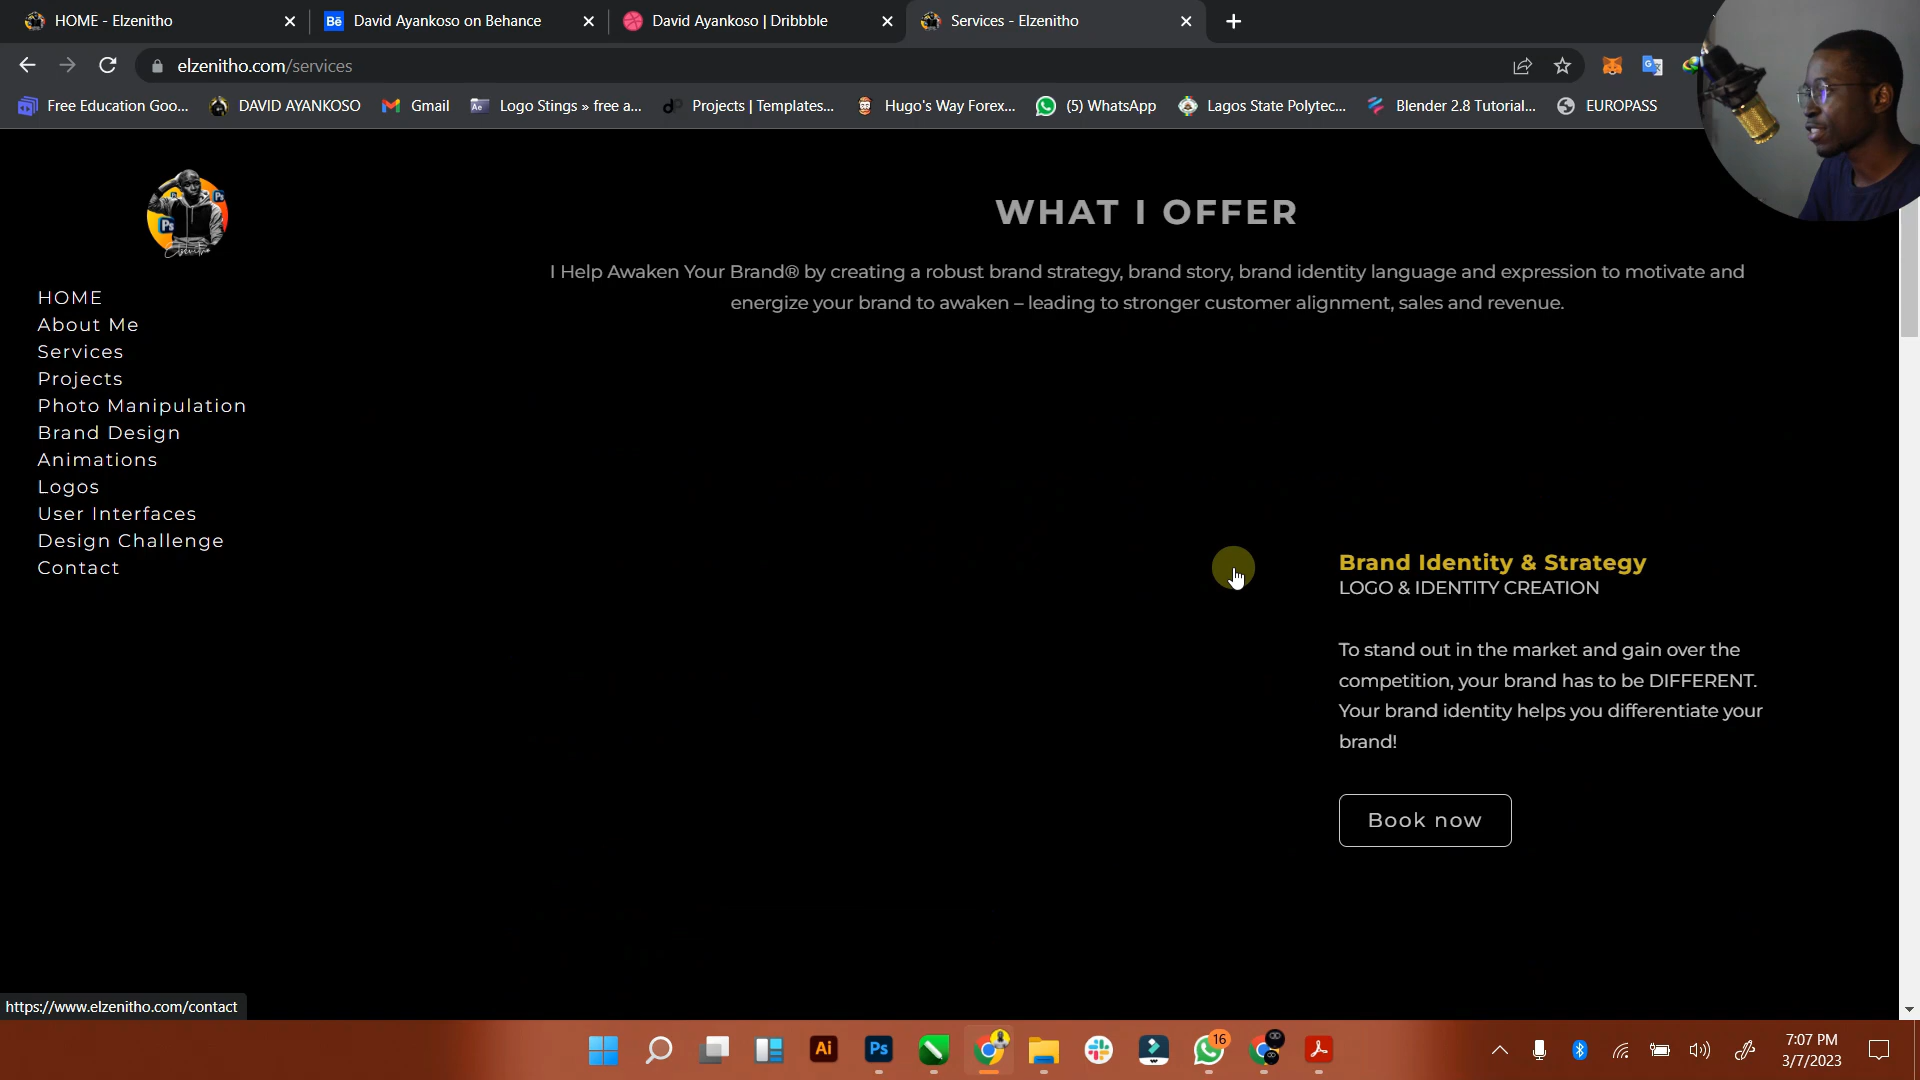 HOME - Elzenitho
Bē David Ayankoso on Behance
David Ayankoso | Dribbble
Services - Elzenitho
elzenitho.com/services
Free Education Goo...
DAVID AYANKOSO
Gmail
Logo Stings » free a...
Projects | Templates...
Hugo's Way Forex...
(5) WhatsApp
Lagos State Polytec...
Blender 2.8 Tutorial...
EUROPASS
HOME
About Me
Services
Projects
Photo Manipulation
Brand Design
Animations
Logos
User Interfaces
Design Challenge
Contact
WHAT I OFFER
I Help Awaken Your Brand® by creating a robust brand strategy, brand story, brand identity language and expression to motivate and
energize your brand to awaken – leading to stronger customer alignment, sales and revenue.
Brand Identity & Strategy
LOGO & IDENTITY CREATION
To stand out in the market and gain over the
competition, your brand has to be DIFFERENT.
Your brand identity helps you differentiate your
brand!
Book now
https://www.elzenitho.com/contact
Ai
Ps
16
7:07 PM
3/7/2023